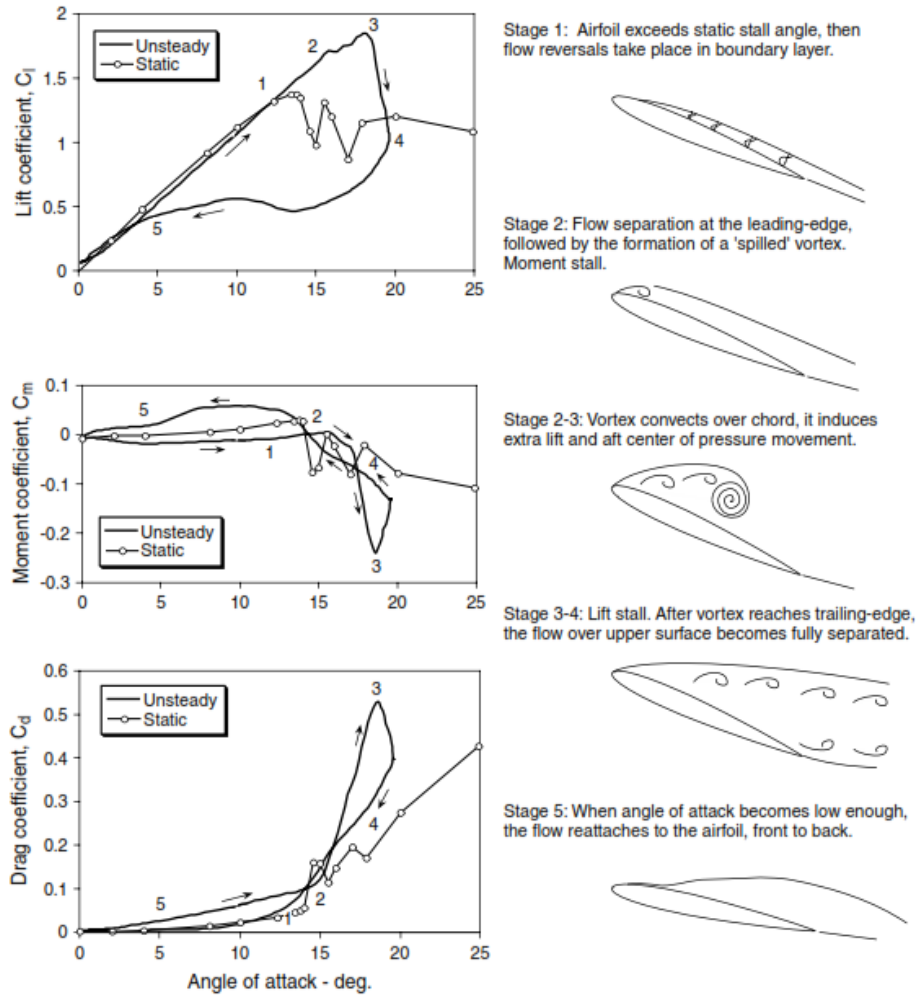 2
1.5
1
0.5
0
0
5
10
15
20
25
Lift coefficient, Cl
Unsteady
Static
1
2
3
4
5
0.1
0
-0.1
-0.2
-0.3
0
5
10
15
20
25
Moment coefficient, Cm
Unsteady
Static
5
1
2
4
3
0.6
0.5
0.4
0.3
0.2
0.1
0
0
5
10
15
20
25
Drag coefficient, Cd
Unsteady
Static
3
4
5
2
1
Angle of attack - deg.
Stage 1: Airfoil exceeds static stall angle, then
flow reversals take place in boundary layer.
Stage 2: Flow separation at the leading-edge,
followed by the formation of a 'spilled' vortex.
Moment stall.
Stage 2-3: Vortex convects over chord, it induces
extra lift and aft center of pressure movement.
Stage 3-4: Lift stall. After vortex reaches trailing-edge,
the flow over upper surface becomes fully separated.
Stage 5: When angle of attack becomes low enough,
the flow reattaches to the airfoil, front to back.